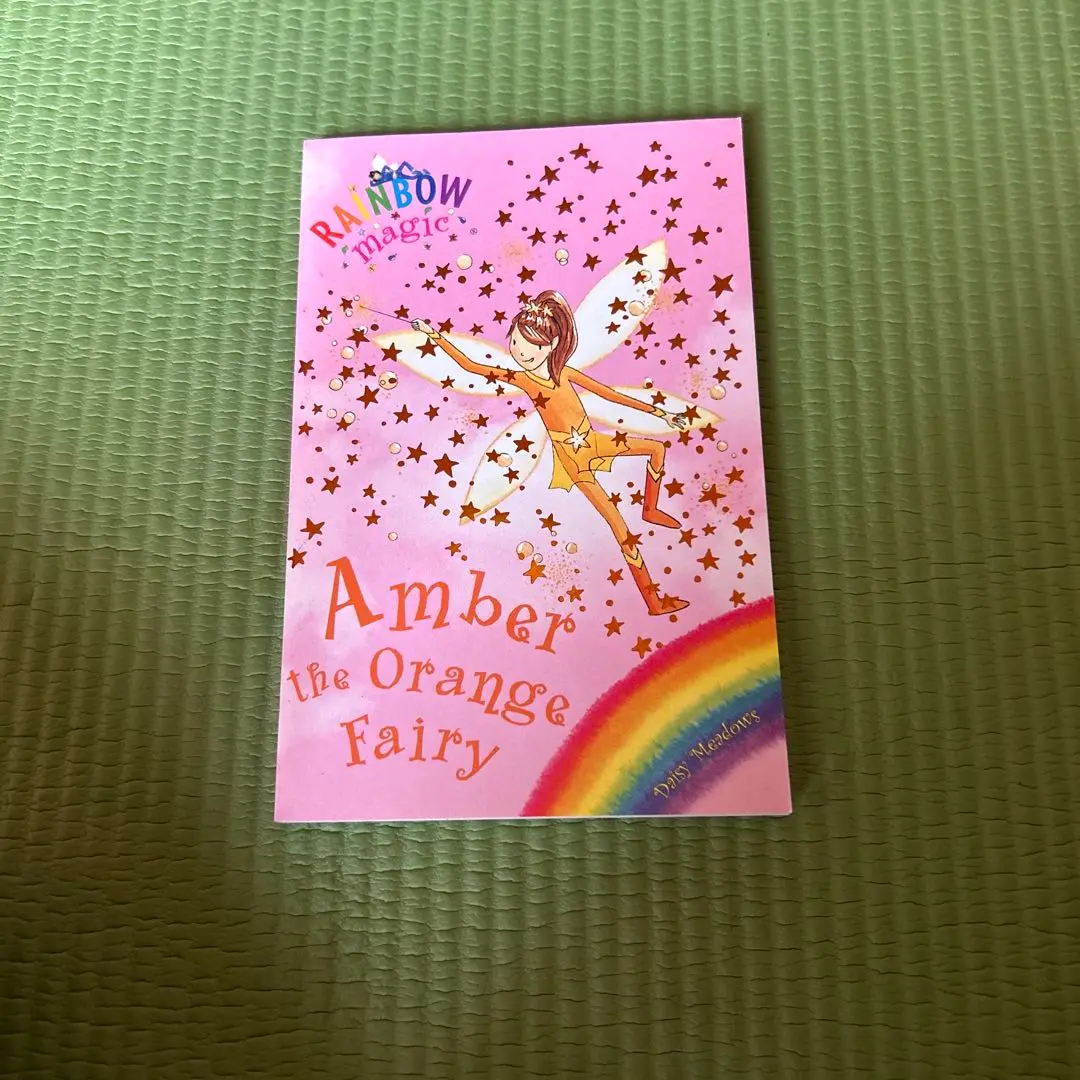 RAINBOW
magic
Amber
the Orange
Fairy
Daisy Meadows